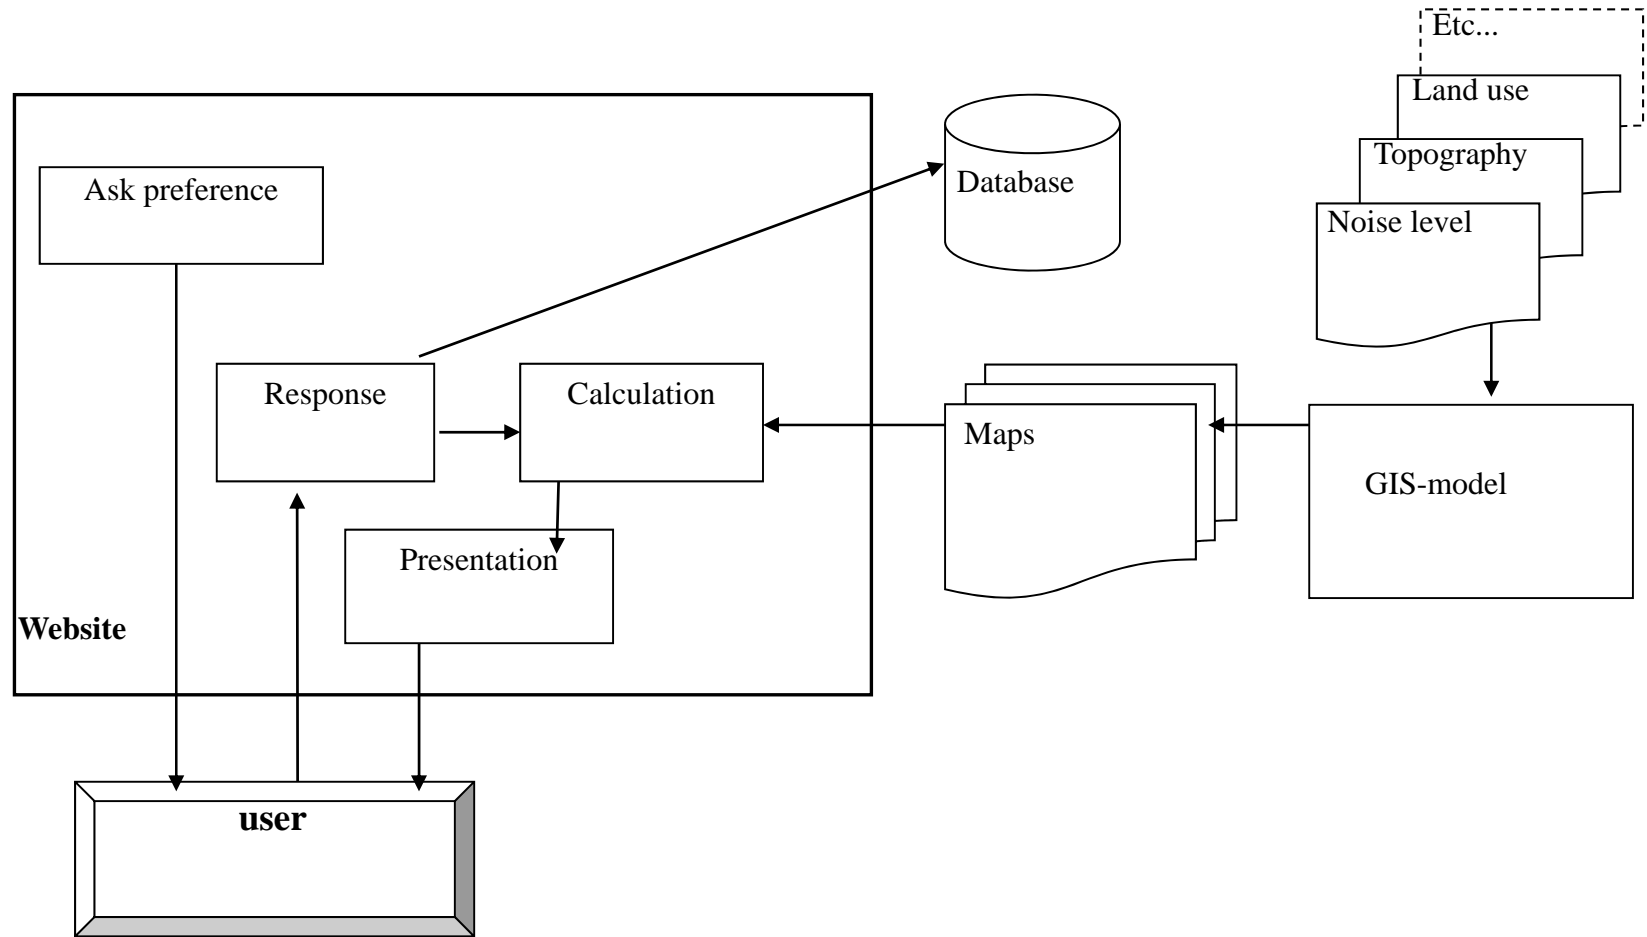 Etc...
Land use
Topography
Noise level
Ask preference
Database
Response
Calculation
Maps
GIS-model
Presentation
Website
user